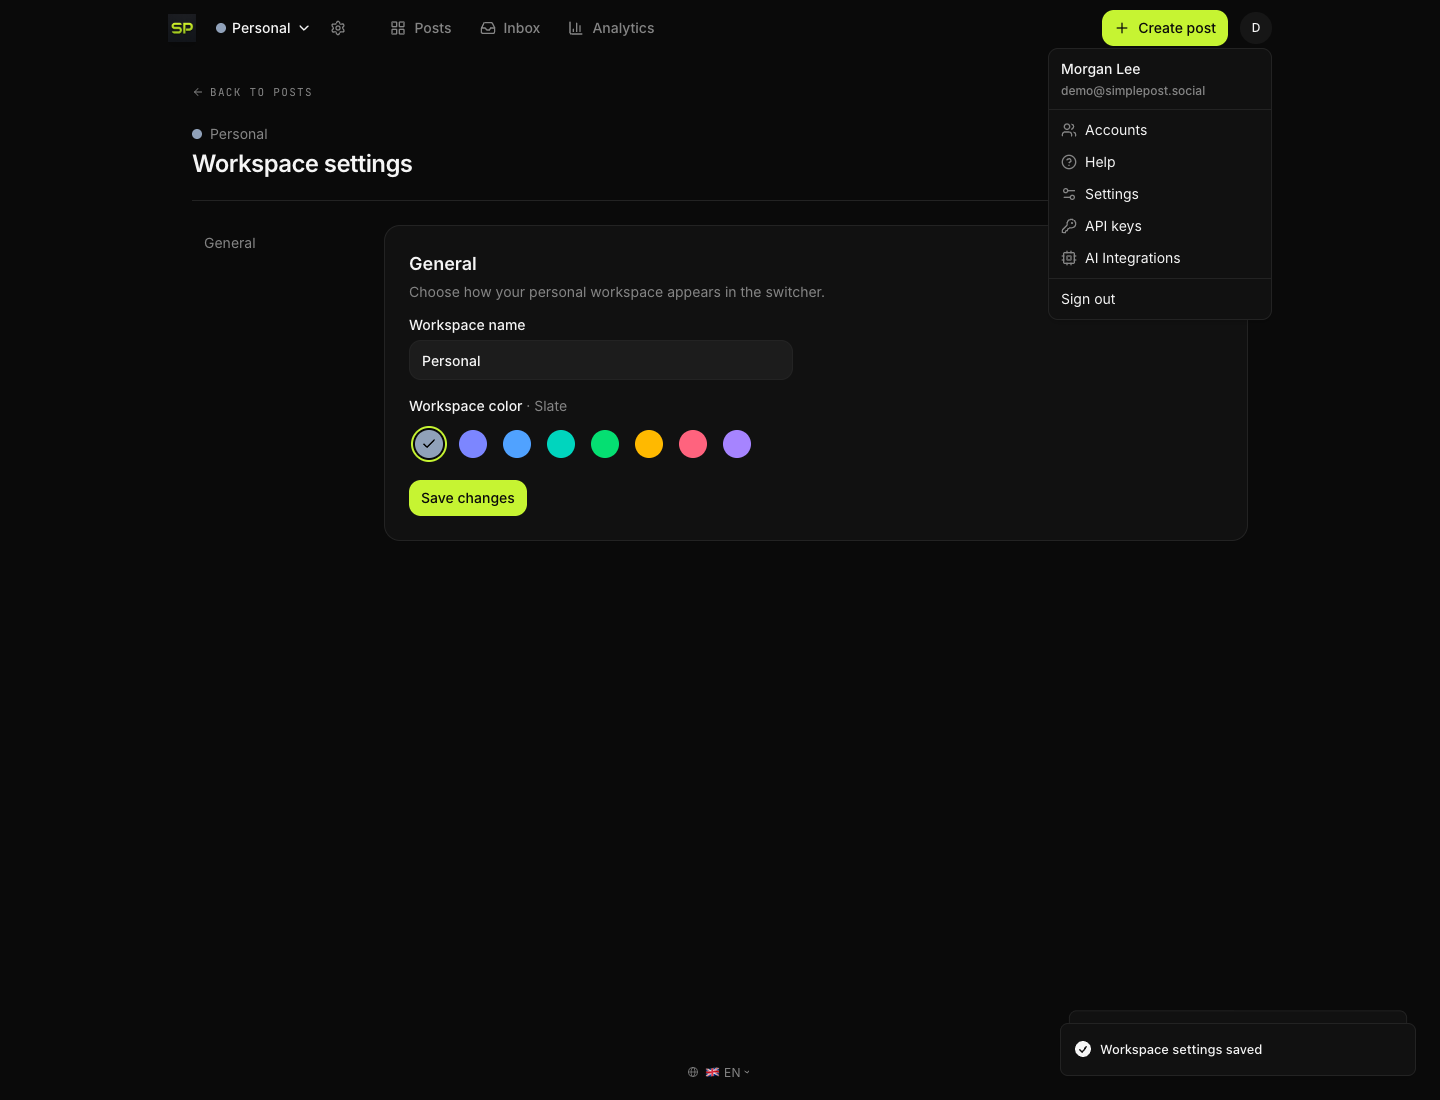 SP
Personal
Posts
Inbox
Analytics
Create post
D
Morgan Lee
demo@simplepost.social
Accounts
Help
Settings
API keys
AI Integrations
Sign out
BACK TO POSTS
Personal
Workspace settings
General
General
Choose how your personal workspace appears in the switcher.
Workspace name
Personal
Workspace color · Slate
Save changes
Workspace settings saved
EN